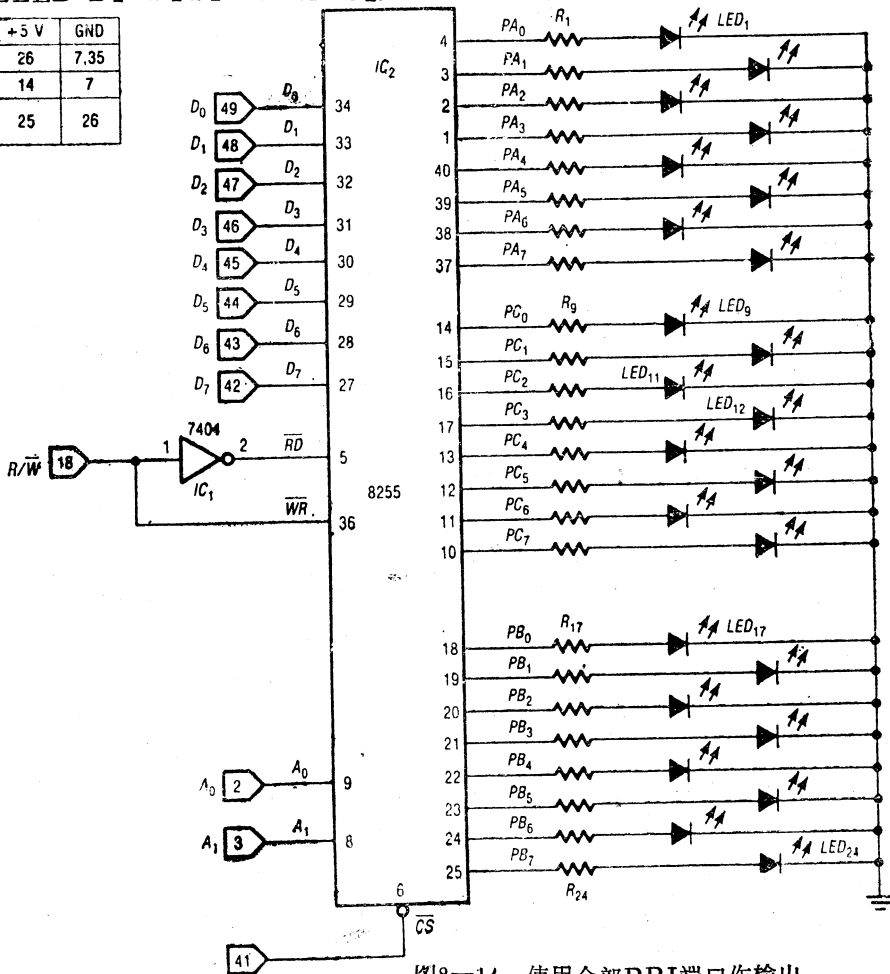 +5 V GND
26 7,35
14 7
25 26
IC₂
8255
D₀ 49 D₀ 34
D₁ 48 D₁ 33
D₂ 47 D₂ 32
D₃ 46 D₃ 31
D₄ 45 D₄ 30
D₅ 44 D₅ 29
D₆ 43 D₆ 28
D₇ 42 D₇ 27
7404
R/W̅ 18 1 2 R̅D̅ 5
IC₁
W̅R̅ 36
A₀ 2 A₀ 9
A₁ 3 A₁ 8
6
C̅S̅
41
4 PA₀ R₁ LED₁
3 PA₁
2 PA₂
1 PA₃
40 PA₄
39 PA₅
38 PA₆
37 PA₇
14 PC₀ R₉ LED₉
15 PC₁
16 PC₂ LED₁₁
17 PC₃ LED₁₂
13 PC₄
12 PC₅
11 PC₆
10 PC₇
18 PB₀ R₁₇ LED₁₇
19 PB₁
20 PB₂
21 PB₃
22 PB₄
23 PB₅
24 PB₆
25 PB₇ R₂₄ LED₂₄
图8—14 使用全部PPI端口作输出